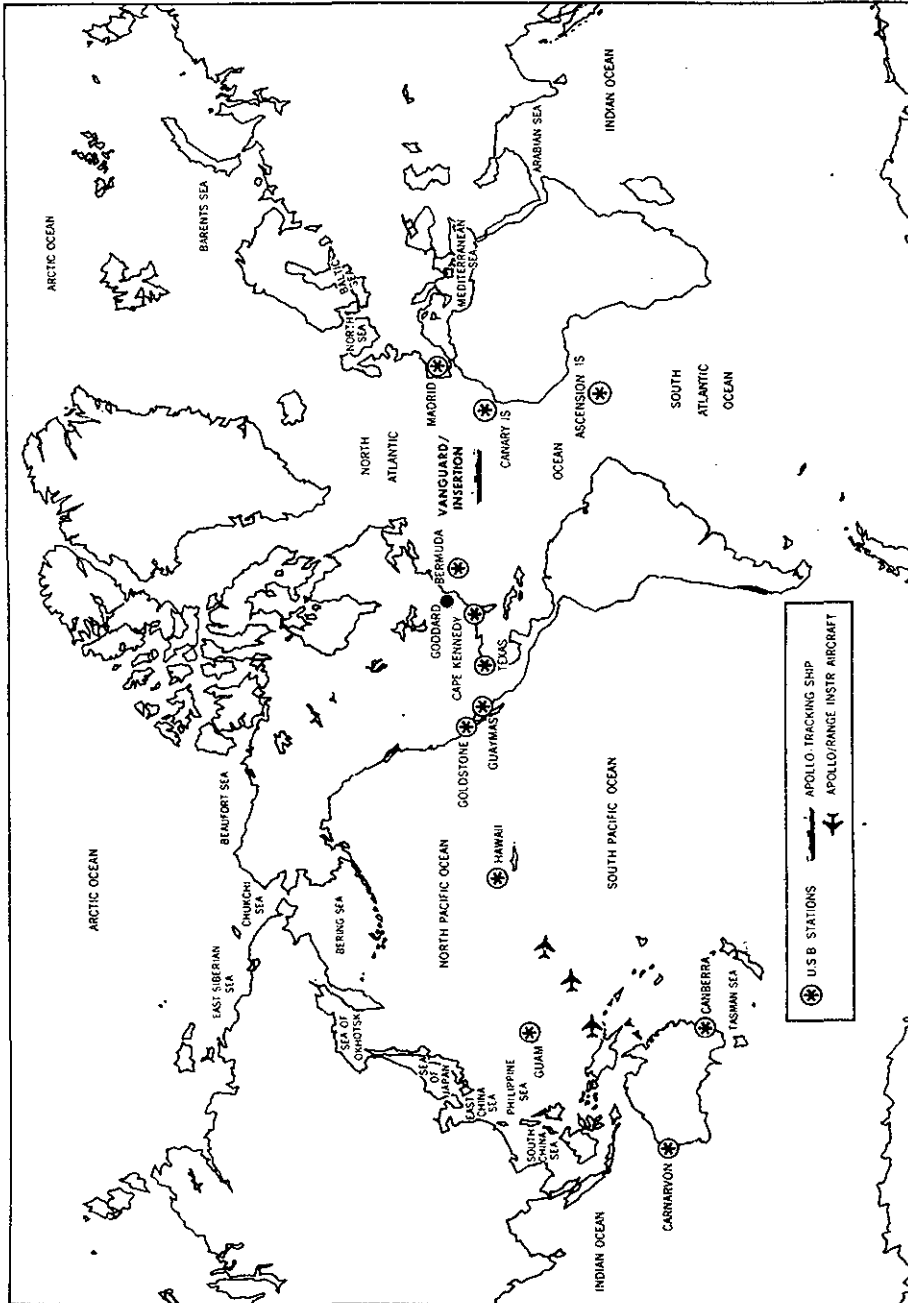 ARCTIC OCEAN
ARCTIC OCEAN
EAST SIBERIAN
SEA
CHUKCHI
SEA
BEAUFORT SEA
BARENTS SEA
SEA OF
OKHOTSK
BERING SEA
NORTH
SEA
BALTIC
SEA
SEA
OF
JAPAN
EAST
CHINA
SEA
PHILIPPINE
SEA
SOUTH
CHINA
SEA
NORTH PACIFIC OCEAN
NORTH
ATLANTIC
MADRID
MEDITERRANEAN
SEA
GODDARD
BERMUDA
VANGUARD/
INSERTION
CAPE KENNEDY
GOLDSTONE
GUAYMAS
TEXAS
CANARY IS
ARABIAN SEA
HAWAII
GUAM
OCEAN
ASCENSION IS
INDIAN OCEAN
INDIAN OCEAN
SOUTH PACIFIC OCEAN
SOUTH
ATLANTIC
OCEAN
CARNARVON
CANBERRA
TASMAN SEA
U.S.B STATIONS
APOLLO-TRACKING SHIP
APOLLO/RANGE INSTR AIRCRAFT